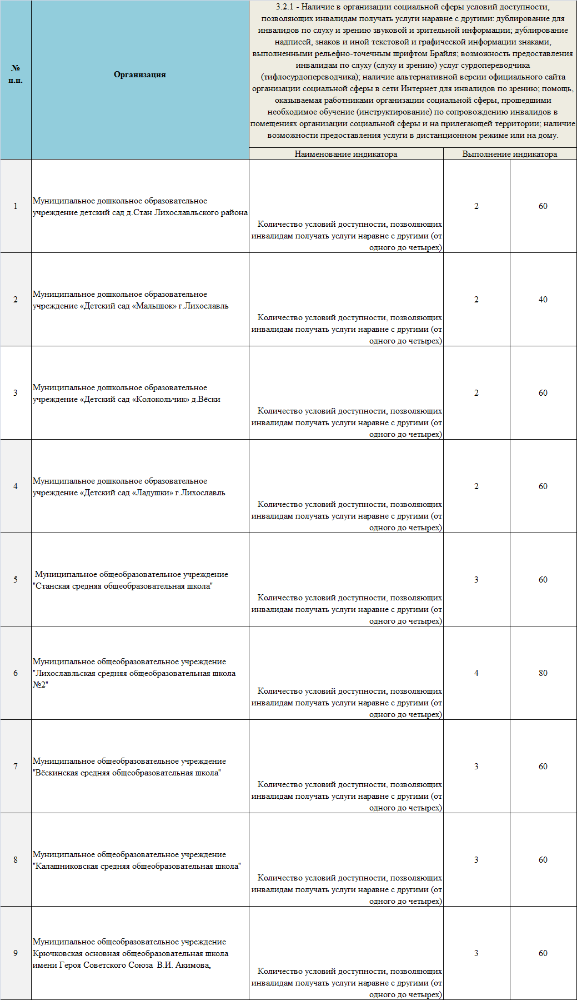 №
п.п.
Организация
3.2.1 - Наличие в организации социальной сферы условий доступности,
позволяющих инвалидам получать услуги наравне с другими: дублирование для
инвалидов по слуху и зрению звуковой и зрительной информации; дублирование
надписей, знаков и иной текстовой и графической информации знаками,
выполненными рельефно-точечным шрифтом Брайля; возможность предоставления
инвалидам по слуху (слуху и зрению) услуг сурдопереводчика
(тифлосурдопереводчика); наличие альтернативной версии официального сайта
организации социальной сферы в сети Интернет для инвалидов по зрению; помощь,
оказываемая работниками организации социальной сферы, прошедшими
необходимое обучение (инструктирование) по сопровождению инвалидов в
помещениях организации социальной сферы и на прилегающей территории; наличие
возможности предоставления услуги в дистанционном режиме или на дому.
Наименование индикатора
Выполнение индикатора
1
Муниципальное дошкольное образовательное
учреждение детский сад д.Стан Лихославльского района
Количество условий доступности, позволяющих
инвалидам получать услуги наравне с другими (от
одного до четырех)
2
60
2
Муниципальное дошкольное образовательное
учреждение «Детский сад «Малышок» г.Лихославль
Количество условий доступности, позволяющих
инвалидам получать услуги наравне с другими (от
одного до четырех)
2
40
3
Муниципальное дошкольное образовательное
учреждение «Детский сад «Колокольчик» д.Вёски
Количество условий доступности, позволяющих
инвалидам получать услуги наравне с другими (от
одного до четырех)
2
60
4
Муниципальное дошкольное образовательное
учреждение «Детский сад «Ладушки» г.Лихославль
Количество условий доступности, позволяющих
инвалидам получать услуги наравне с другими (от
одного до четырех)
2
60
5
Муниципальное общеобразовательное учреждение
"Станская средняя общеобразовательная школа"
Количество условий доступности, позволяющих
инвалидам получать услуги наравне с другими (от
одного до четырех)
3
60
6
Муниципальное общеобразовательное учреждение
"Лихославльская средняя общеобразовательная школа
№2"
Количество условий доступности, позволяющих
инвалидам получать услуги наравне с другими (от
одного до четырех)
4
80
7
Муниципальное общеобразовательное учреждение
"Вёскинская средняя общеобразовательная школа"
Количество условий доступности, позволяющих
инвалидам получать услуги наравне с другими (от
одного до четырех)
3
60
8
Муниципальное общеобразовательное учреждение
"Калашниковская средняя общеобразовательная школа"
Количество условий доступности, позволяющих
инвалидам получать услуги наравне с другими (от
одного до четырех)
3
60
9
Муниципальное общеобразовательное учреждение
Крючковская основная общеобразовательная школа
имени Героя Советского Союза  В.И. Акимова,
Количество условий доступности, позволяющих
инвалидам получать услуги наравне с другими (от
одного до четырех)
3
60